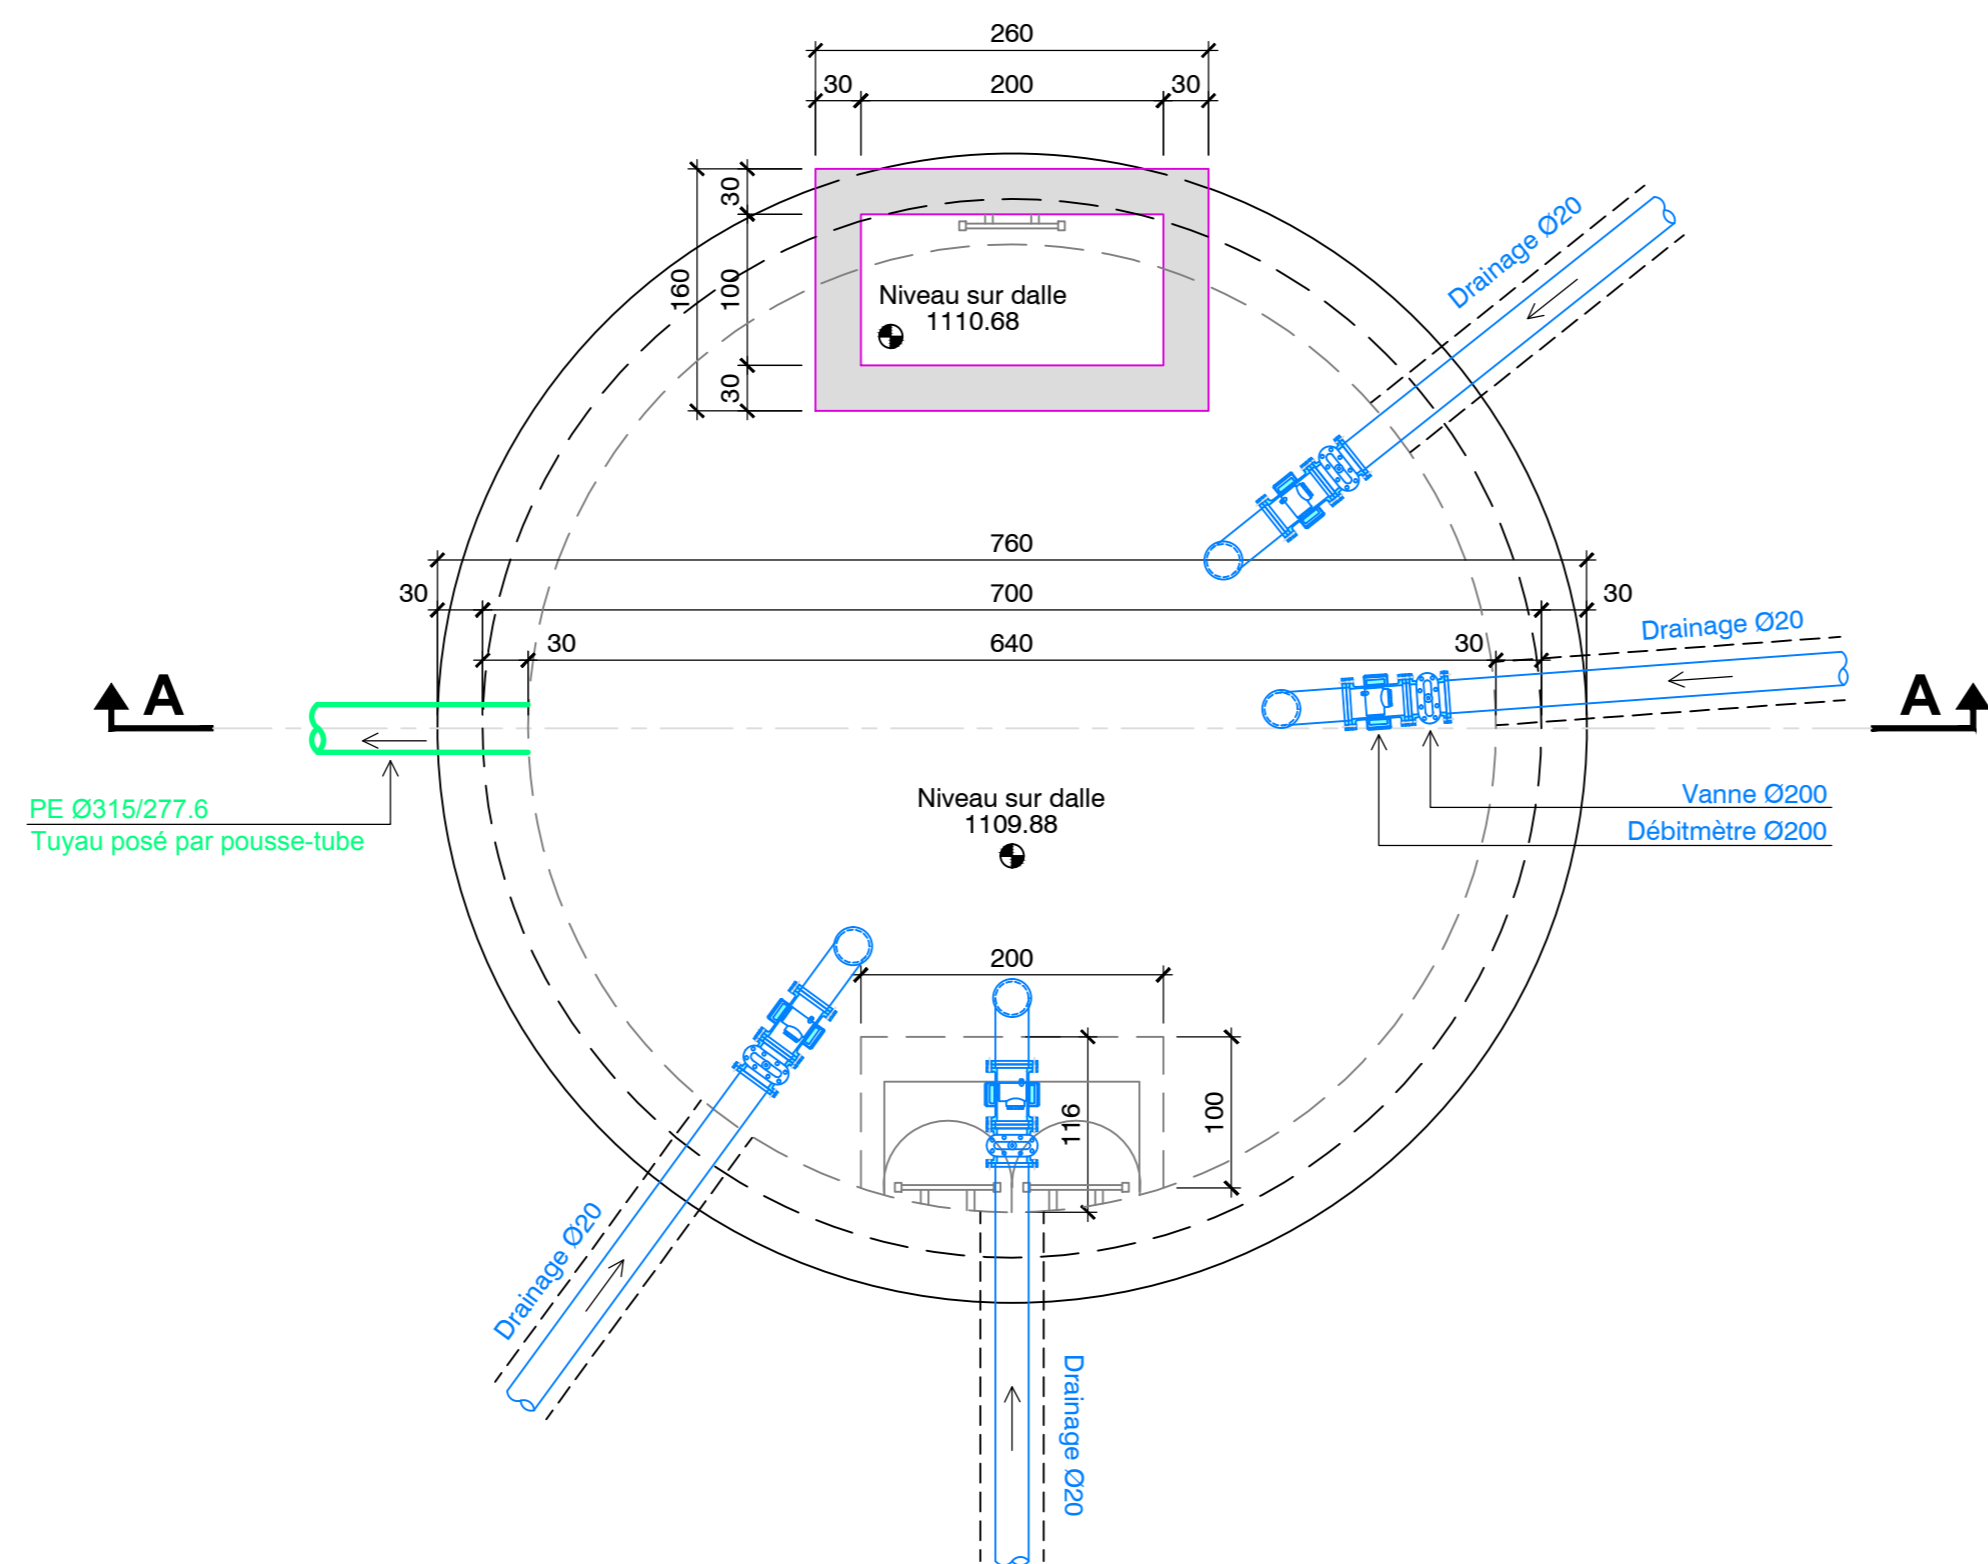 260
30
200
30
30
160
100
30
Niveau sur dalle
1110.68
Drainage Ø20
760
30
700
30
30
640
30
Drainage Ø20
A
A
PE Ø315/277.6
Tuyau posé par pousse-tube
Niveau sur dalle
1109.88
Vanne Ø200
Débitmètre Ø200
200
116
100
Drainage Ø20
Drainage Ø20